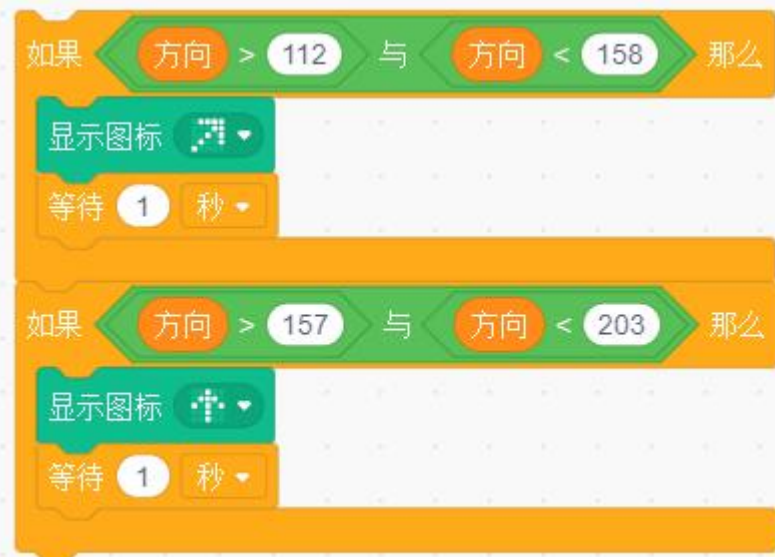 如果 方向 > 112 与 方向 < 158 那么
显示图标
等待 1 秒
如果 方向 > 157 与 方向 < 203 那么
显示图标
等待 1 秒